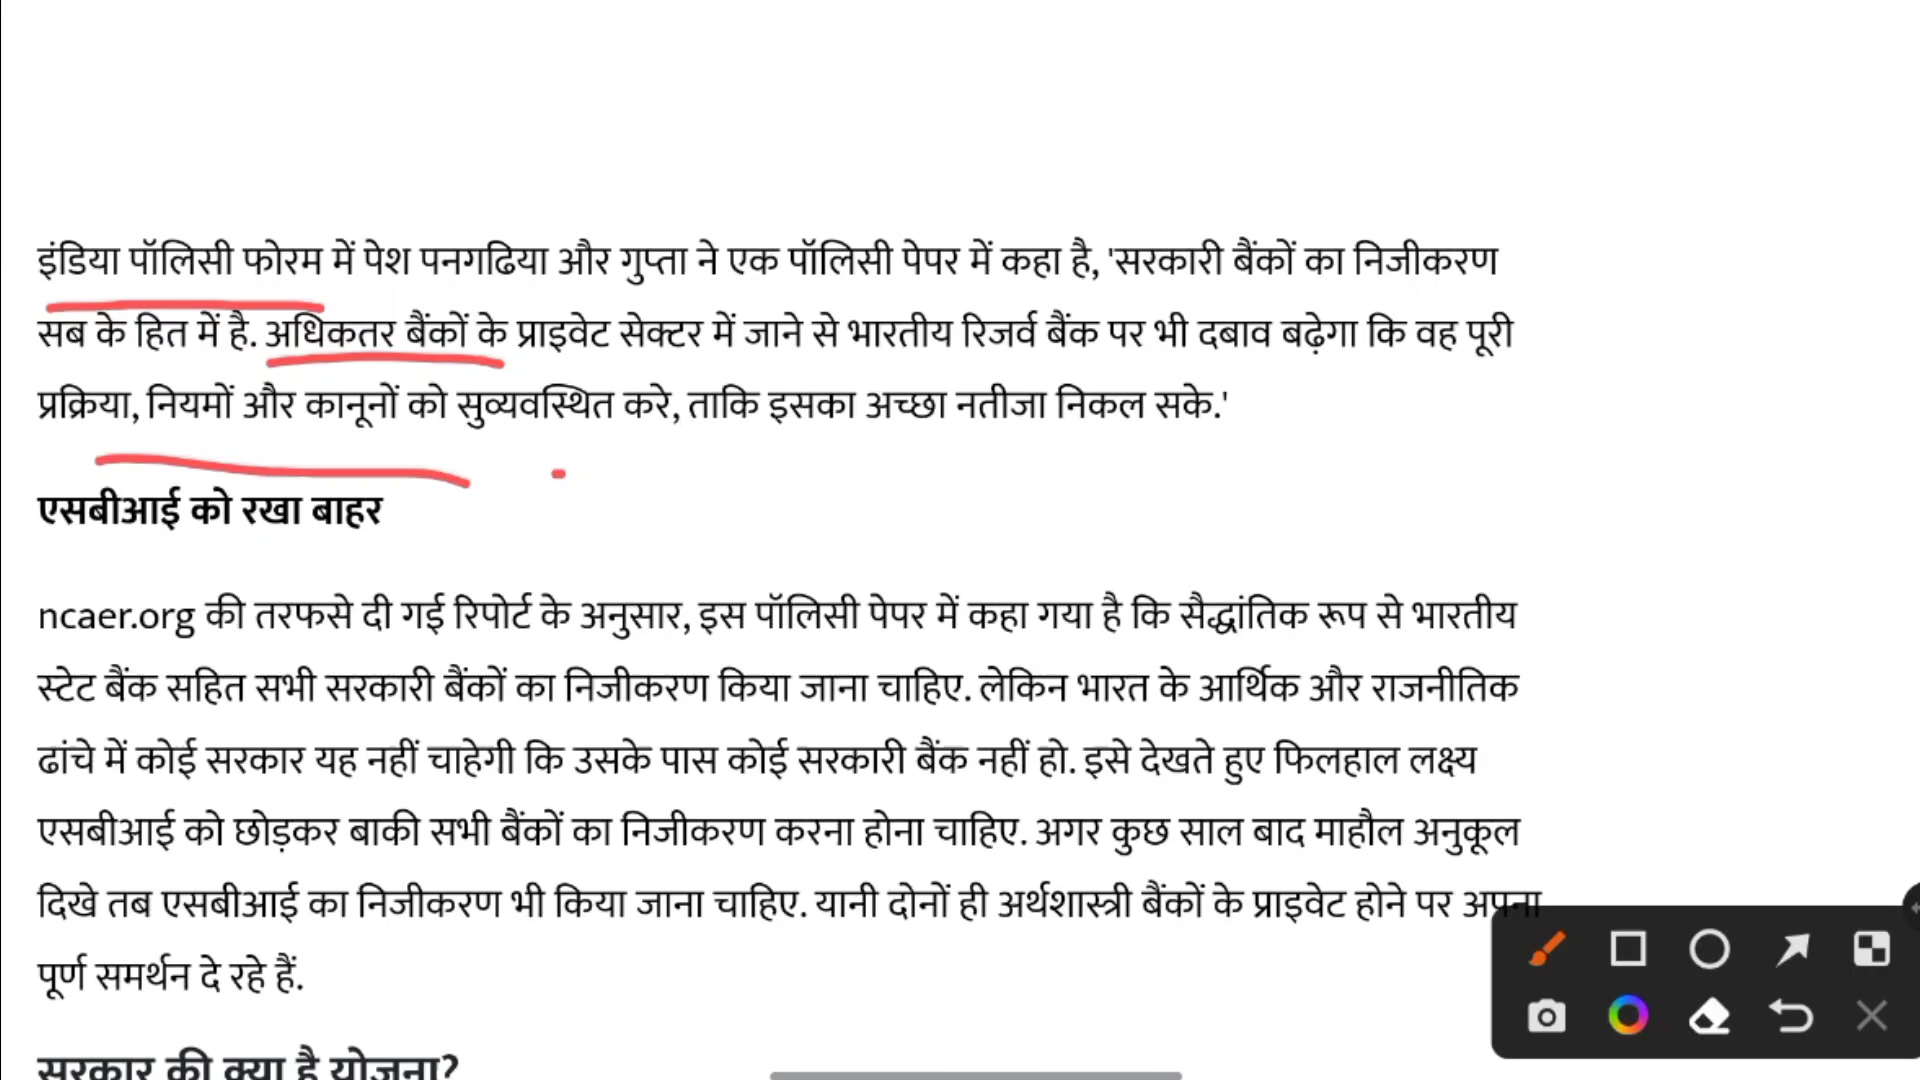 इंडिया पॉलिसी फोरम में पेश पनगढिया और गुप्ता ने एक पॉलिसी पेपर में कहा है, 'सरकारी बैंकों का निजीकरण
सब के हित में है. अधिकतर बैंकों के प्राइवेट सेक्टर में जाने से भारतीय रिजर्व बैंक पर भी दबाव बढ़ेगा कि वह पूरी
प्रक्रिया, नियमों और कानूनों को सुव्यवस्थित करे, ताकि इसका अच्छा नतीजा निकल सके.'
एसबीआई को रखा बाहर
ncaer.org की तरफसे दी गई रिपोर्ट के अनुसार, इस पॉलिसी पेपर में कहा गया है कि सैद्धांतिक रूप से भारतीय
स्टेट बैंक सहित सभी सरकारी बैंकों का निजीकरण किया जाना चाहिए. लेकिन भारत के आर्थिक और राजनीतिक
ढांचे में कोई सरकार यह नहीं चाहेगी कि उसके पास कोई सरकारी बैंक नहीं हो. इसे देखते हुए फिलहाल लक्ष्य
एसबीआई को छोड़कर बाकी सभी बैंकों का निजीकरण करना होना चाहिए. अगर कुछ साल बाद माहौल अनुकूल
दिखे तब एसबीआई का निजीकरण भी किया जाना चाहिए. यानी दोनों ही अर्थशास्त्री बैंकों के प्राइवेट होने पर अपना
पूर्ण समर्थन दे रहे हैं.
सरकार की क्या है योजना?